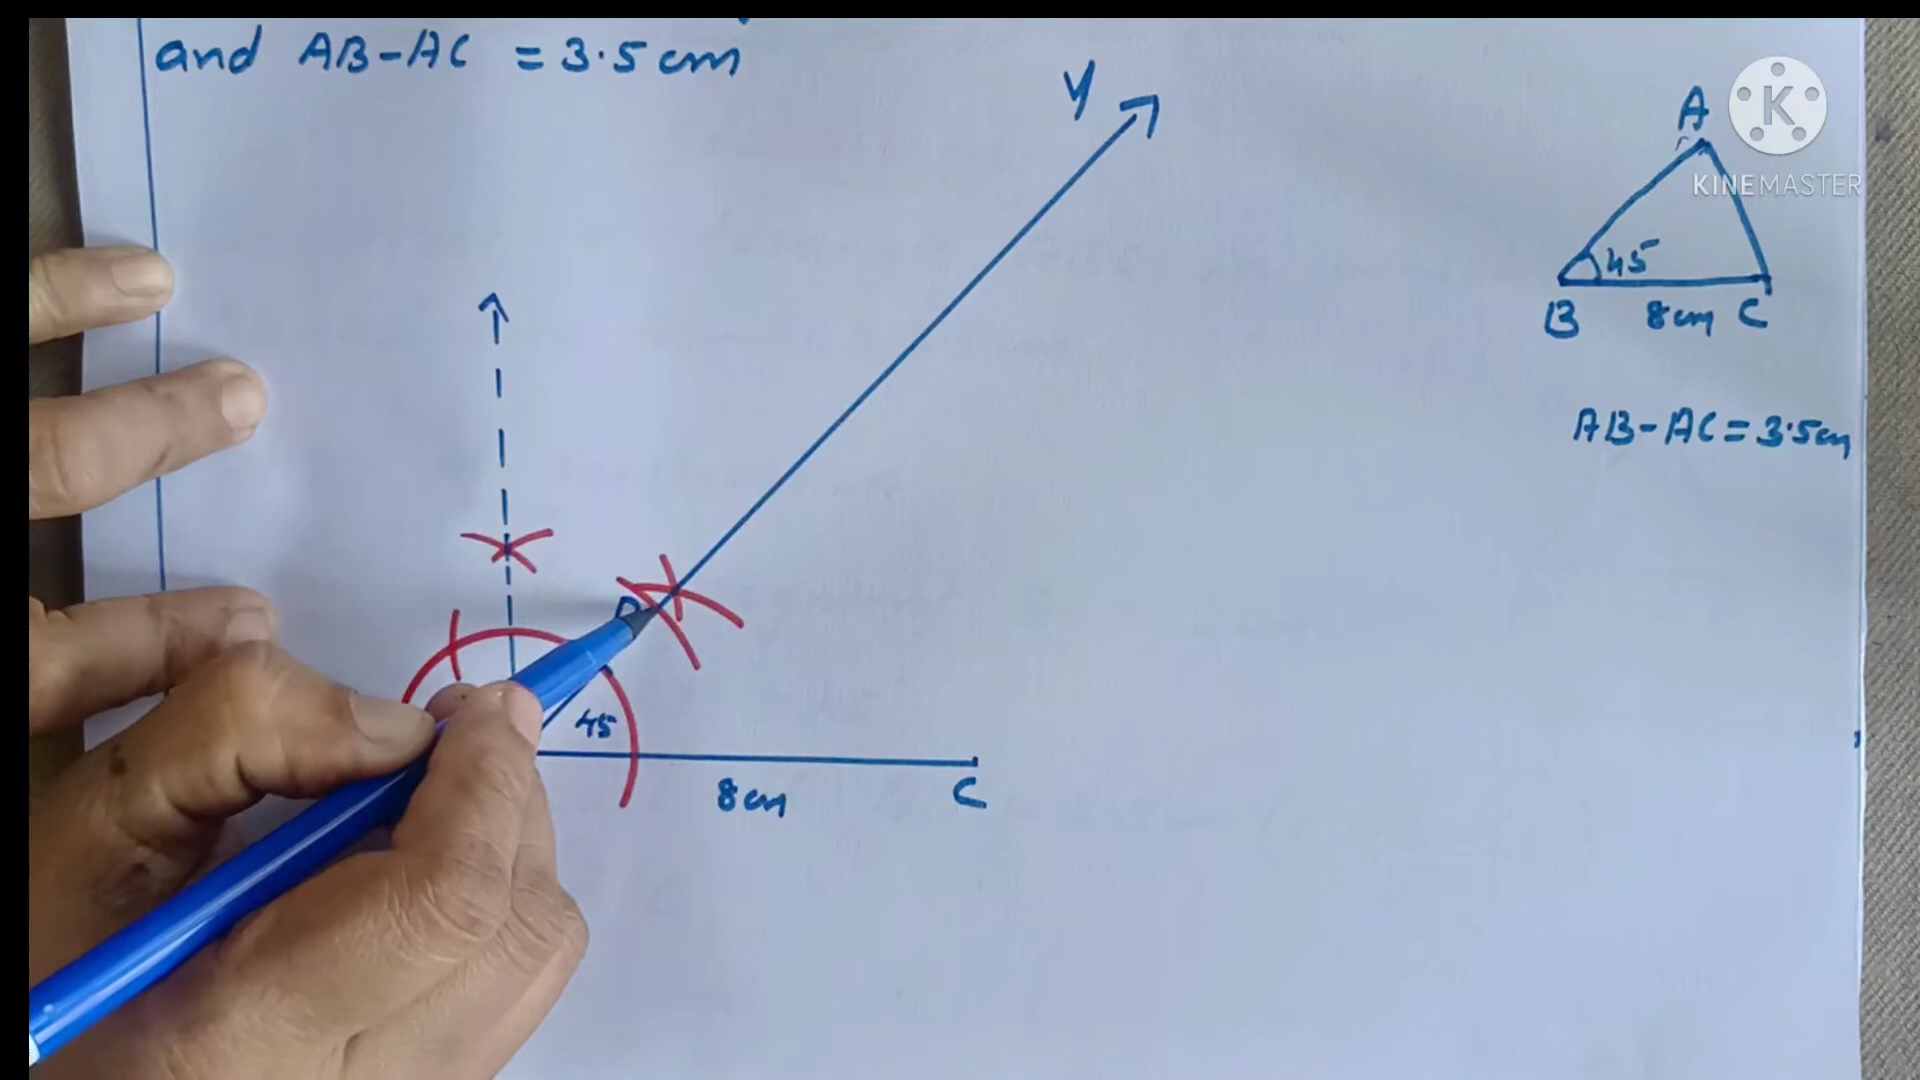 and AB-AC = 3.5 cm
Y
A
K
KINEMASTER
45
B 8cm C
AB-AC = 3.5cm
D
45
8cm C